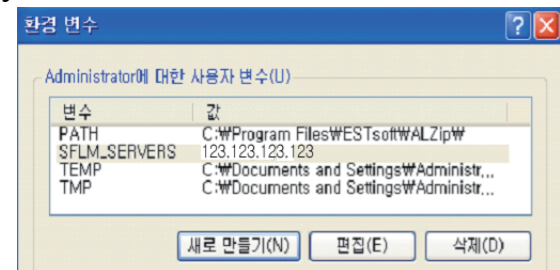 환경 변수
Administrator에 대한 사용자 변수(U)
변수 값
PATH C:₩Program Files₩ESTsoft₩ALZip₩
SFLM_SERVERS 123.123.123.123
TEMP C:₩Documents and Settings₩Administr...
TMP C:₩Documents and Settings₩Administr...
새로 만들기(N) 편집(E) 삭제(D)